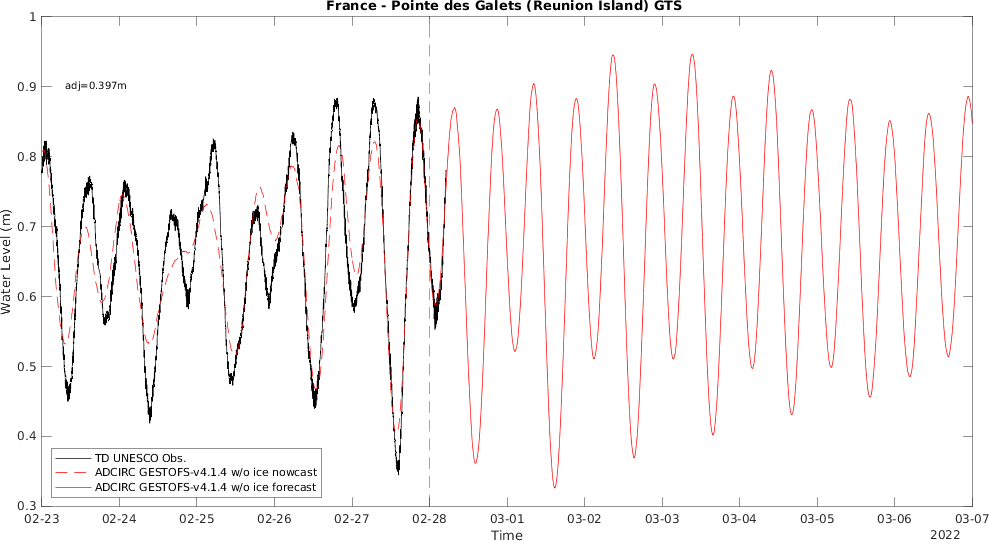 France - Pointe des Galets (Reunion Island) GTS
1
0.9
0.8
0.7
0.6
0.5
0.4
0.3
Water Level (m)
adj=0.397m
TD UNESCO Obs.
ADCIRC GESTOFS-v4.1.4 w/o ice nowcast
ADCIRC GESTOFS-v4.1.4 w/o ice forecast
02-23 02-24 02-25 02-26 02-27 02-28 03-01 03-02 03-03 03-04 03-05 03-06 03-07
Time
2022